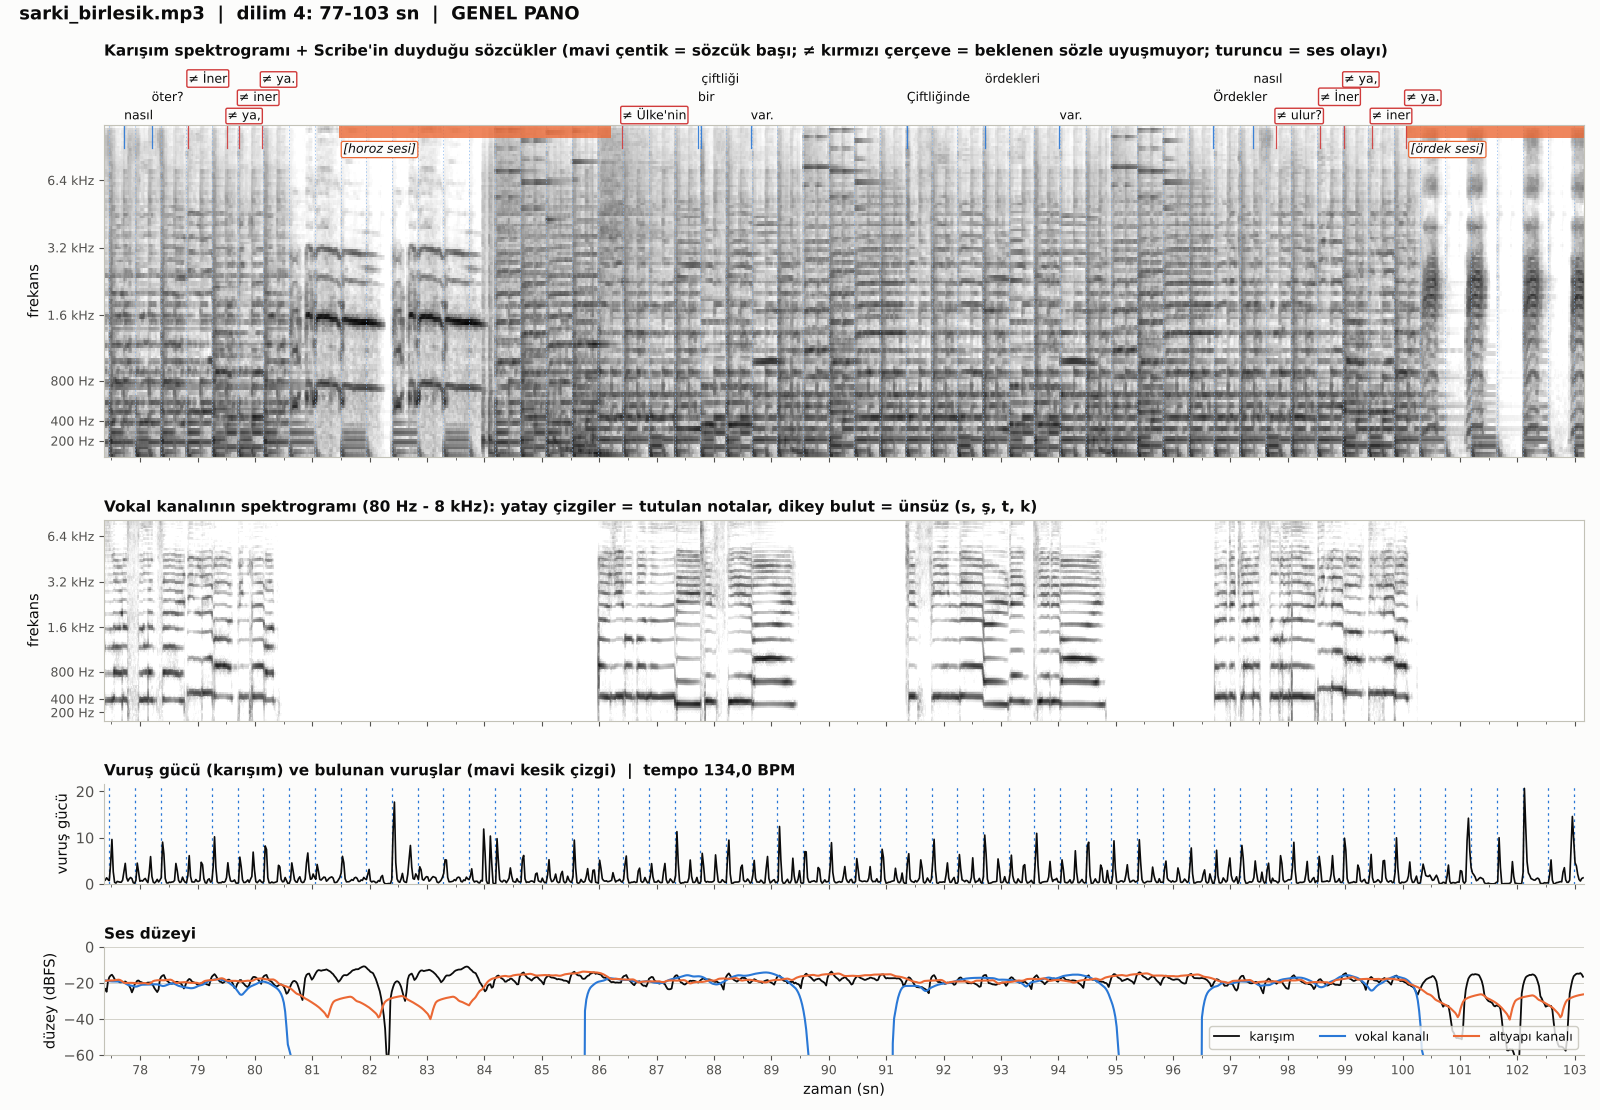 sarki_birlesik.mp3 | dilim 4: 77-103 sn | GENEL PANO
Karışım spektrogramı + Scribe'in duyduğu sözcükler (mavi çentik = sözcük başı; ≠ kırmızı çerçeve = beklenen sözle uyuşmuyor; turuncu = ses olayı)
≠ İner ≠ ya. çiftliği ördekleri nasıl ≠ ya,
öter? ≠ iner bir Çiftliğinde Ördekler ≠ İner ≠ ya.
nasıl ≠ ya, ≠ Ülke'nin var. var. ≠ ulur? ≠ iner
[horoz sesi] [ördek sesi]
frekans
6.4 kHz
3.2 kHz
1.6 kHz
800 Hz
400 Hz
200 Hz
Vokal kanalının spektrogramı (80 Hz - 8 kHz): yatay çizgiler = tutulan notalar, dikey bulut = ünsüz (s, ş, t, k)
frekans
6.4 kHz
3.2 kHz
1.6 kHz
800 Hz
400 Hz
200 Hz
Vuruş gücü (karışım) ve bulunan vuruşlar (mavi kesik çizgi) | tempo 134,0 BPM
vuruş gücü
20
10
0
Ses düzeyi
düzey (dBFS)
0
−20
−40
−60
karışım vokal kanalı altyapı kanalı
78 79 80 81 82 83 84 85 86 87 88 89 90 91 92 93 94 95 96 97 98 99 100 101 102 103
zaman (sn)